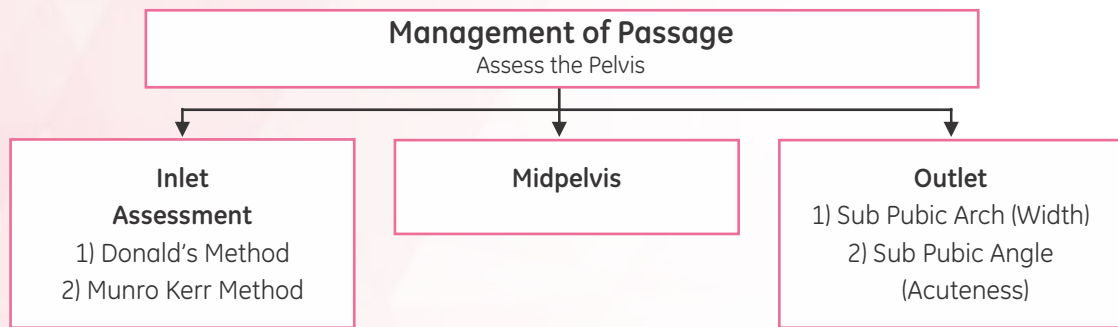 Management of Passage
Assess the Pelvis
Inlet
Assessment
1) Donald's Method
2) Munro Kerr Method
Midpelvis
Outlet
1) Sub Pubic Arch (Width)
2) Sub Pubic Angle
(Acuteness)